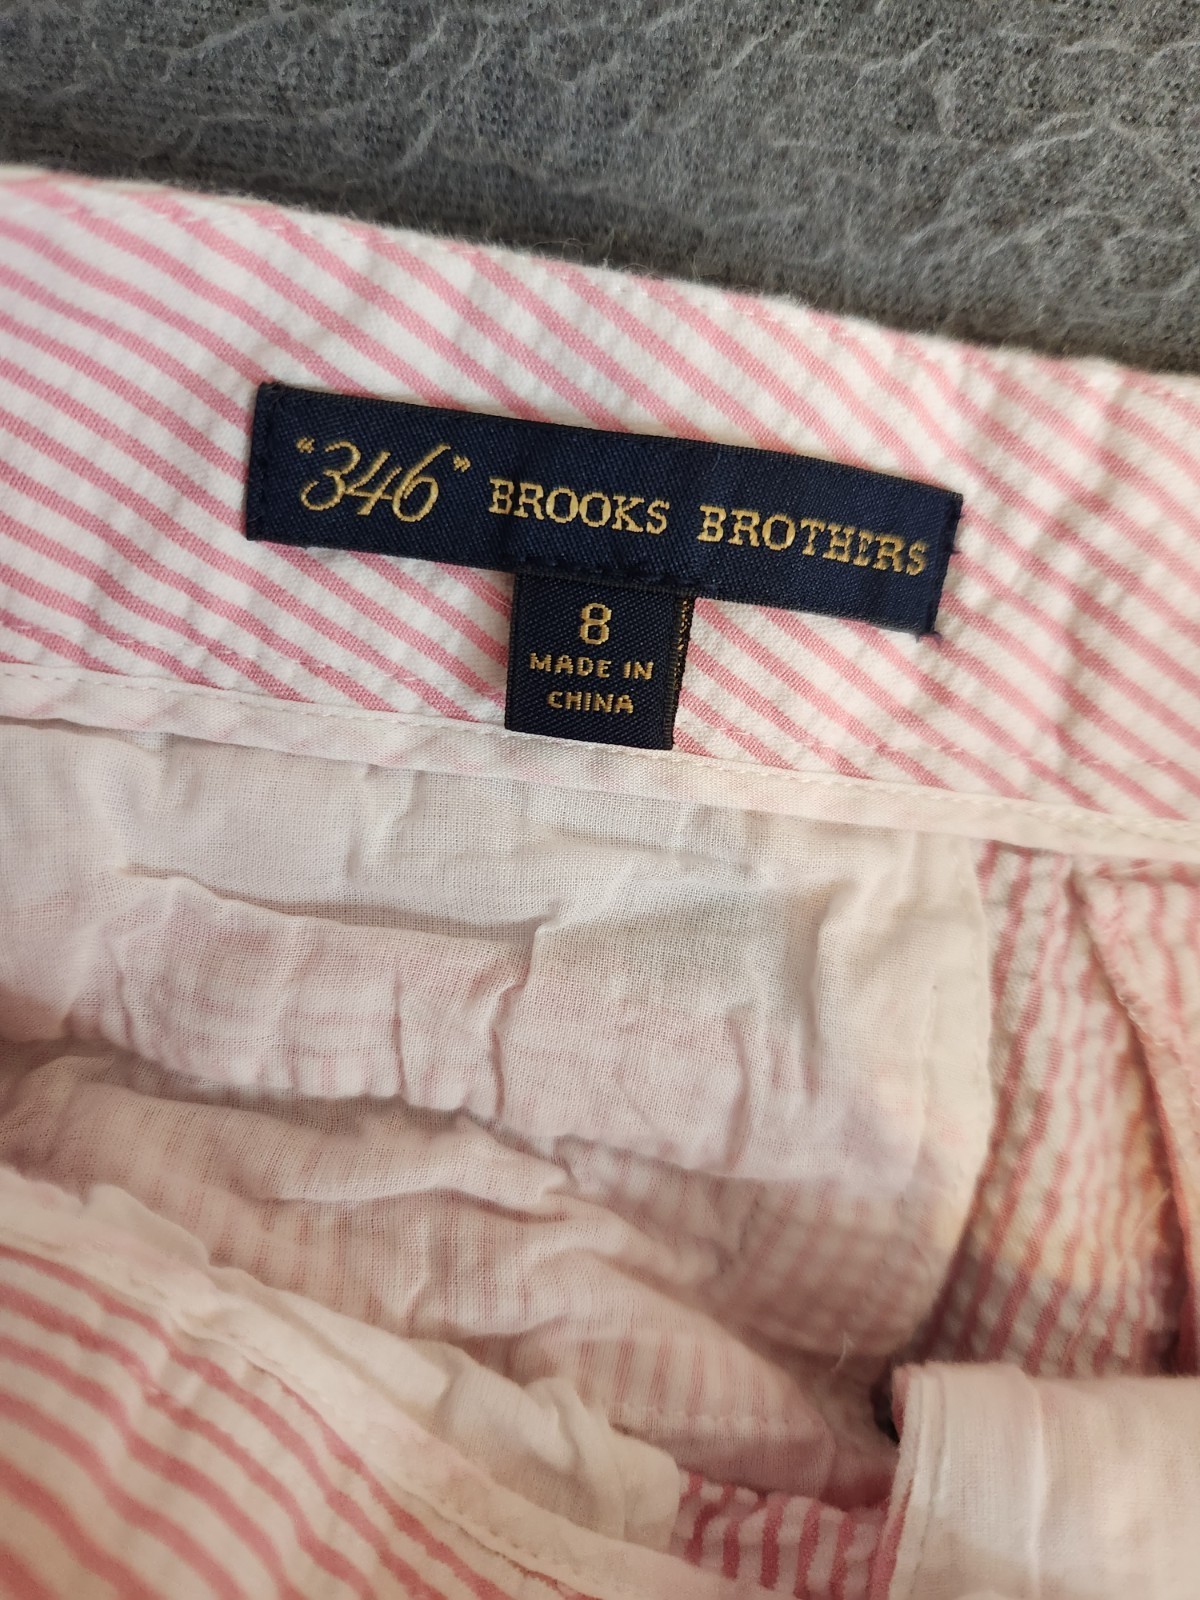 "346" BROOKS BROTHERS
8
MADE IN
CHINA